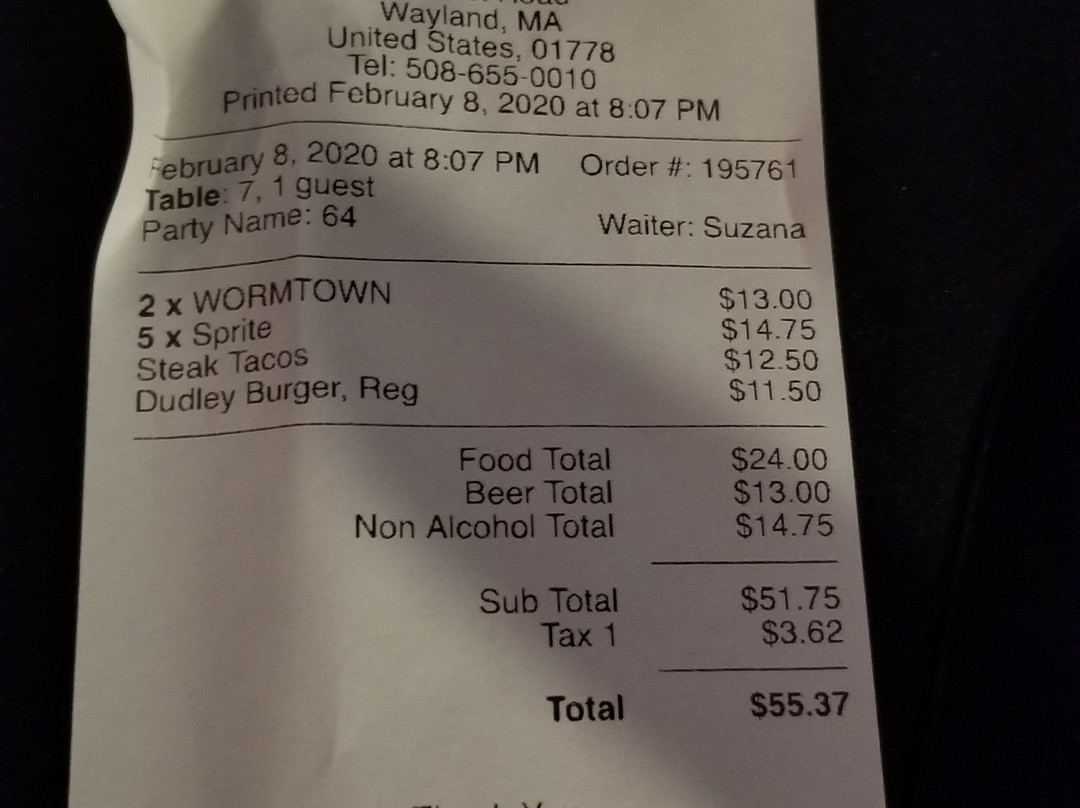 Wayland, MA
United States, 01778
Tel: 508-655-0010
Printed February 8, 2020 at 8:07 PM
February 8, 2020 at 8:07 PM Order #: 195761
Table: 7, 1 guest
Party Name: 64 Waiter: Suzana
2 x WORMTOWN $13.00
5 x Sprite $14.75
Steak Tacos $12.50
Dudley Burger, Reg $11.50
Food Total $24.00
Beer Total $13.00
Non Alcohol Total $14.75
Sub Total $51.75
Tax 1 $3.62
Total $55.37